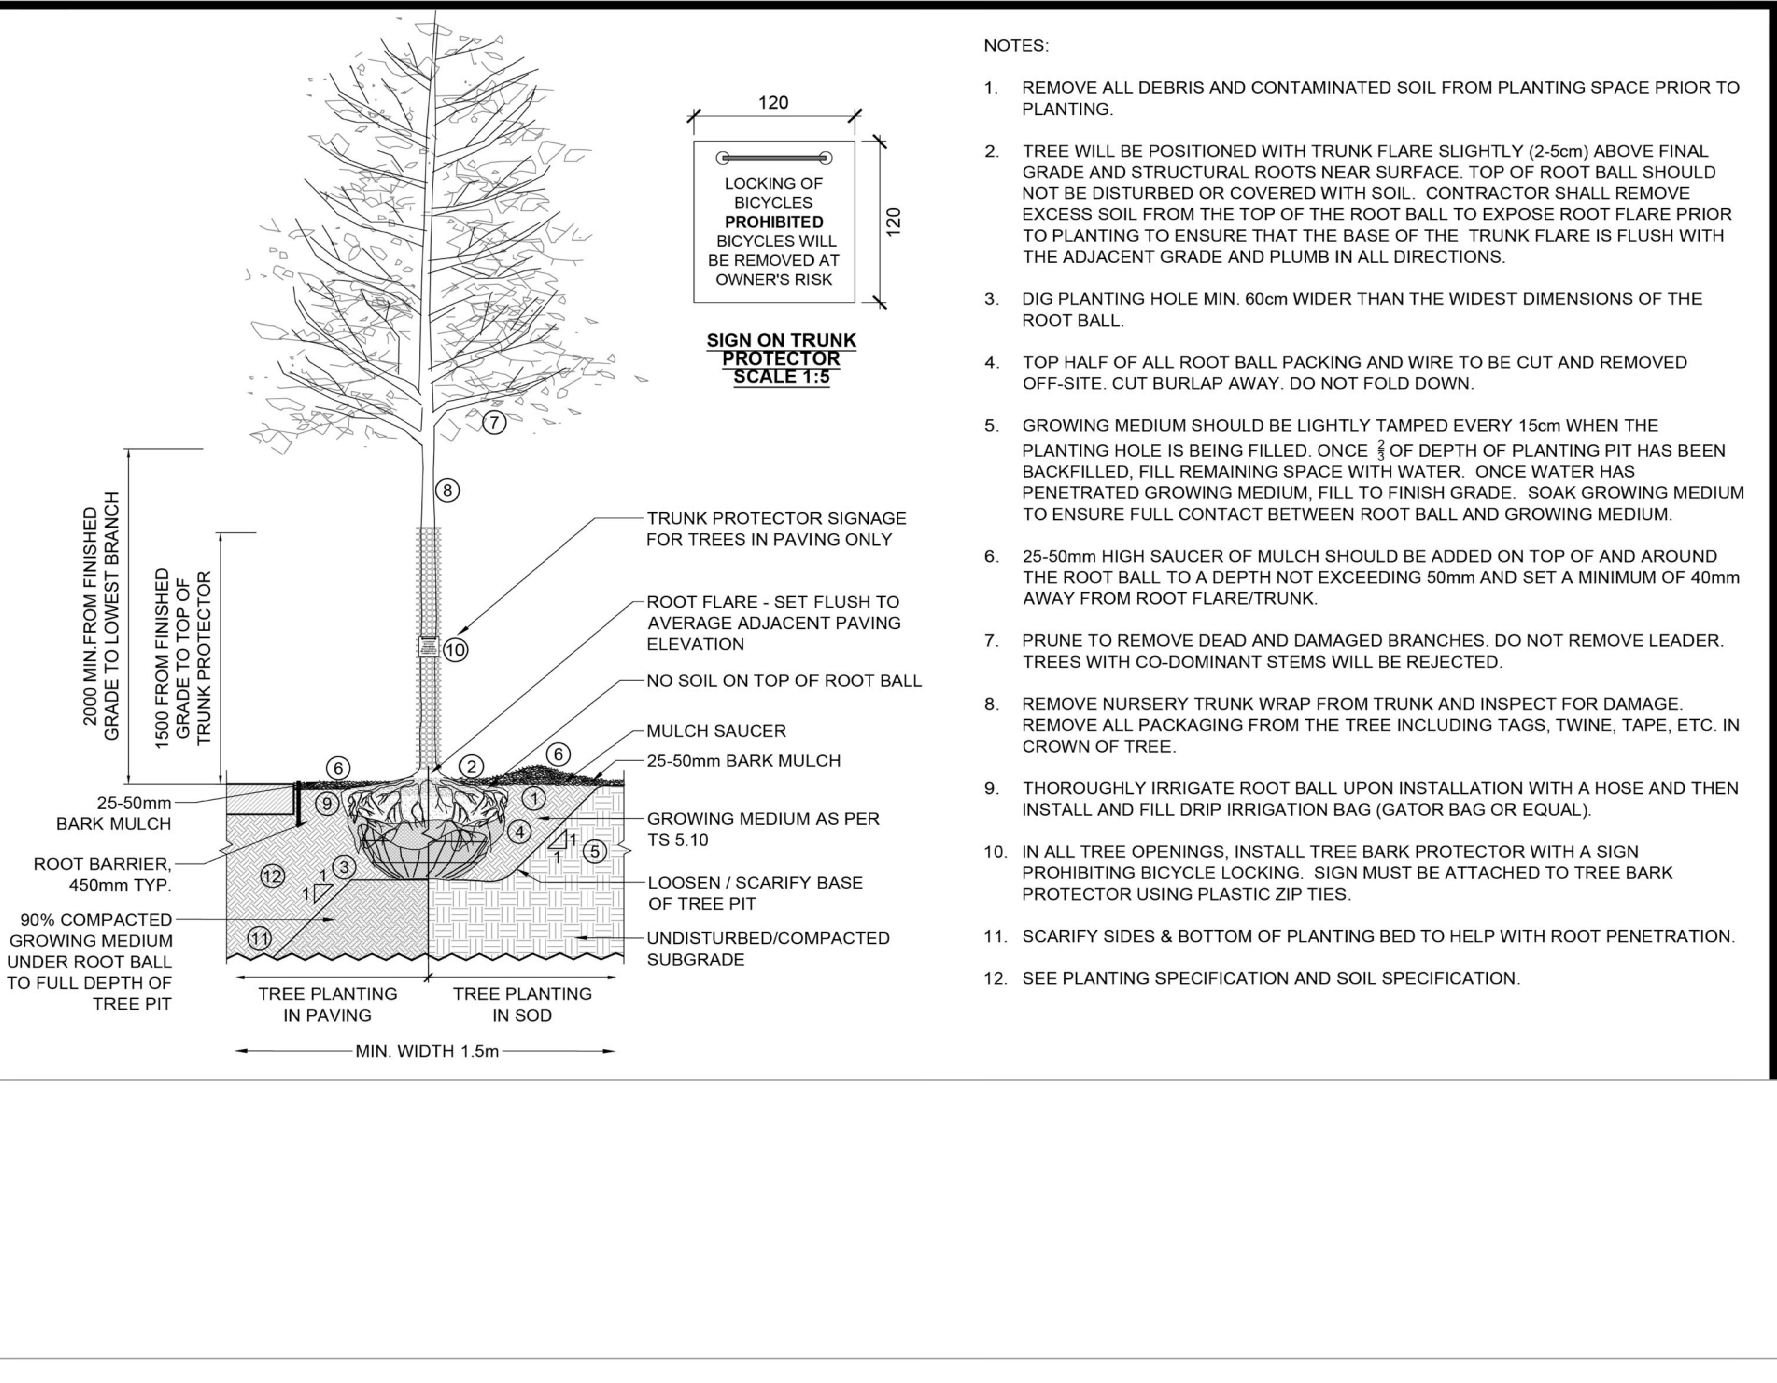 120
120
LOCKING OF
BICYCLES
PROHIBITED
BICYCLES WILL
BE REMOVED AT
OWNER'S RISK
SIGN ON TRUNK
PROTECTOR
SCALE 1:5
7
8
2000 MIN.FROM FINISHED
GRADE TO LOWEST BRANCH
1500 FROM FINISHED
GRADE TO TOP OF
TRUNK PROTECTOR
TRUNK PROTECTOR SIGNAGE
FOR TREES IN PAVING ONLY
10
ROOT FLARE - SET FLUSH TO
AVERAGE ADJACENT PAVING
ELEVATION
NO SOIL ON TOP OF ROOT BALL
MULCH SAUCER
25-50mm BARK MULCH
6
2
6
9
1
4
1
1
5
3
1
1
12
11
25-50mm
BARK MULCH
ROOT BARRIER,
450mm TYP.
90% COMPACTED
GROWING MEDIUM
UNDER ROOT BALL
TO FULL DEPTH OF
TREE PIT
GROWING MEDIUM AS PER
TS 5.10
LOOSEN / SCARIFY BASE
OF TREE PIT
UNDISTURBED/COMPACTED
SUBGRADE
TREE PLANTING
IN PAVING
TREE PLANTING
IN SOD
MIN. WIDTH 1.5m
NOTES:
1. REMOVE ALL DEBRIS AND CONTAMINATED SOIL FROM PLANTING SPACE PRIOR TO
PLANTING.
2. TREE WILL BE POSITIONED WITH TRUNK FLARE SLIGHTLY (2-5cm) ABOVE FINAL
GRADE AND STRUCTURAL ROOTS NEAR SURFACE. TOP OF ROOT BALL SHOULD
NOT BE DISTURBED OR COVERED WITH SOIL. CONTRACTOR SHALL REMOVE
EXCESS SOIL FROM THE TOP OF THE ROOT BALL TO EXPOSE ROOT FLARE PRIOR
TO PLANTING TO ENSURE THAT THE BASE OF THE TRUNK FLARE IS FLUSH WITH
THE ADJACENT GRADE AND PLUMB IN ALL DIRECTIONS.
3. DIG PLANTING HOLE MIN. 60cm WIDER THAN THE WIDEST DIMENSIONS OF THE
ROOT BALL.
4. TOP HALF OF ALL ROOT BALL PACKING AND WIRE TO BE CUT AND REMOVED
OFF-SITE. CUT BURLAP AWAY. DO NOT FOLD DOWN.
5. GROWING MEDIUM SHOULD BE LIGHTLY TAMPED EVERY 15cm WHEN THE
PLANTING HOLE IS BEING FILLED. ONCE 2/3 OF DEPTH OF PLANTING PIT HAS BEEN
BACKFILLED, FILL REMAINING SPACE WITH WATER. ONCE WATER HAS
PENETRATED GROWING MEDIUM, FILL TO FINISH GRADE. SOAK GROWING MEDIUM
TO ENSURE FULL CONTACT BETWEEN ROOT BALL AND GROWING MEDIUM.
6. 25-50mm HIGH SAUCER OF MULCH SHOULD BE ADDED ON TOP OF AND AROUND
THE ROOT BALL TO A DEPTH NOT EXCEEDING 50mm AND SET A MINIMUM OF 40mm
AWAY FROM ROOT FLARE/TRUNK.
7. PRUNE TO REMOVE DEAD AND DAMAGED BRANCHES. DO NOT REMOVE LEADER.
TREES WITH CO-DOMINANT STEMS WILL BE REJECTED.
8. REMOVE NURSERY TRUNK WRAP FROM TRUNK AND INSPECT FOR DAMAGE.
REMOVE ALL PACKAGING FROM THE TREE INCLUDING TAGS, TWINE, TAPE, ETC. IN
CROWN OF TREE.
9. THOROUGHLY IRRIGATE ROOT BALL UPON INSTALLATION WITH A HOSE AND THEN
INSTALL AND FILL DRIP IRRIGATION BAG (GATOR BAG OR EQUAL).
10. IN ALL TREE OPENINGS, INSTALL TREE BARK PROTECTOR WITH A SIGN
PROHIBITING BICYCLE LOCKING. SIGN MUST BE ATTACHED TO TREE BARK
PROTECTOR USING PLASTIC ZIP TIES.
11. SCARIFY SIDES & BOTTOM OF PLANTING BED TO HELP WITH ROOT PENETRATION.
12. SEE PLANTING SPECIFICATION AND SOIL SPECIFICATION.